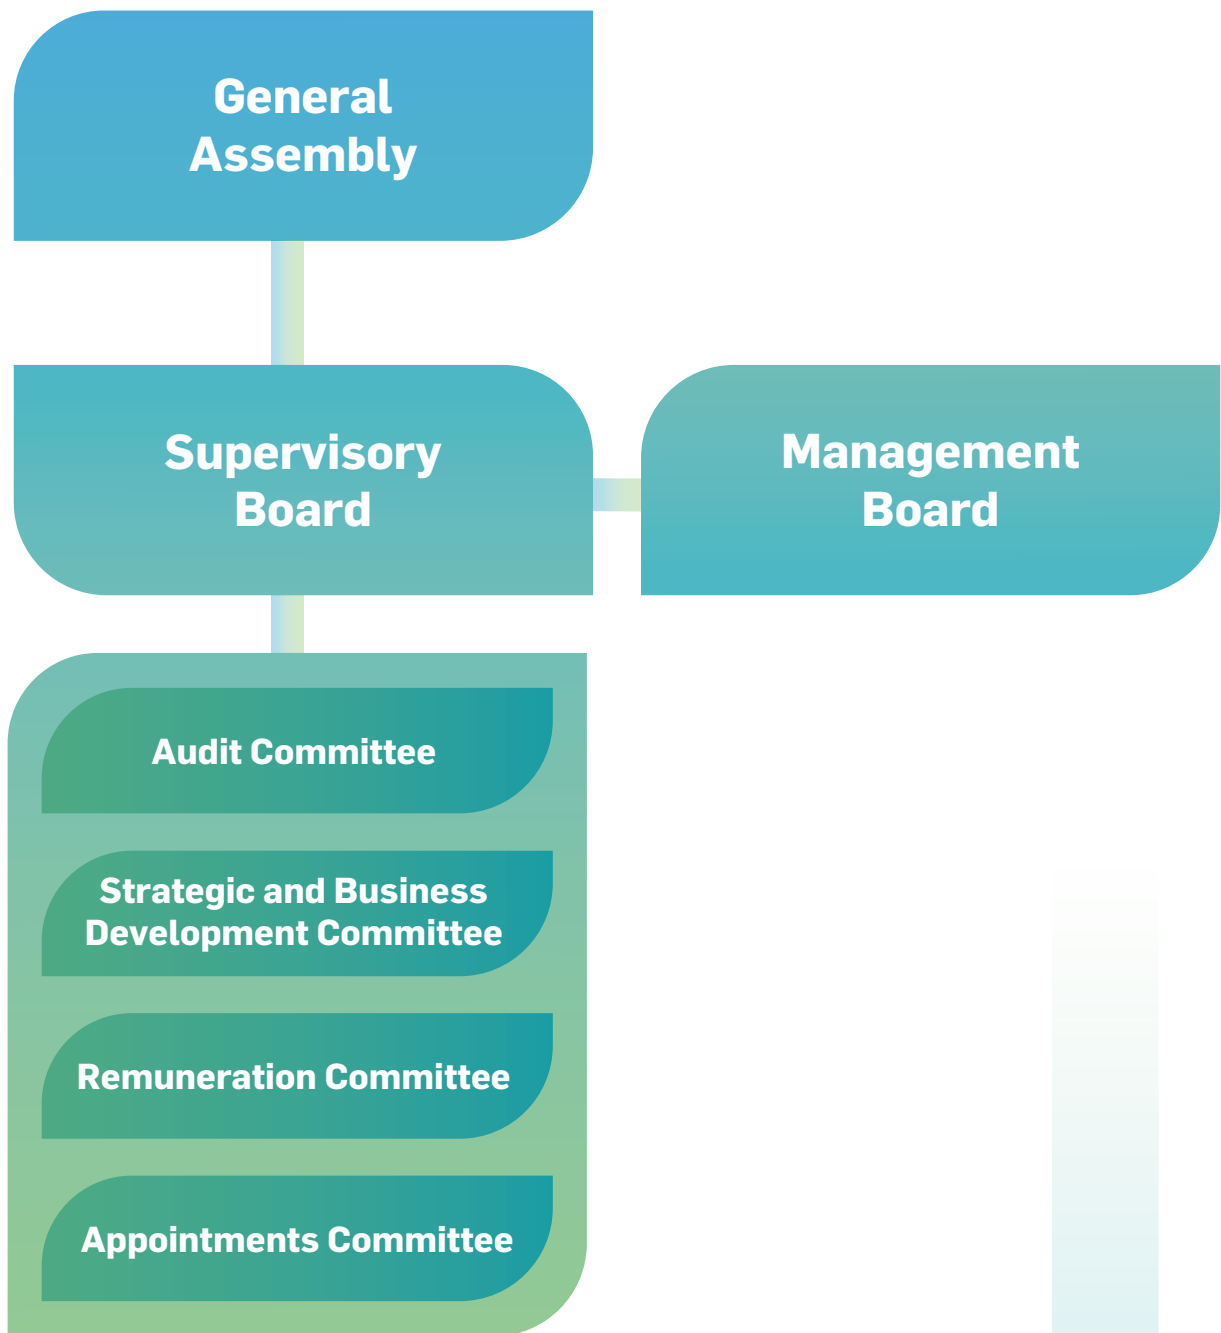 General
Assembly
Supervisory
Board
Management
Board
Audit Committee
Strategic and Business
Development Committee
Remuneration Committee
Appointments Committee